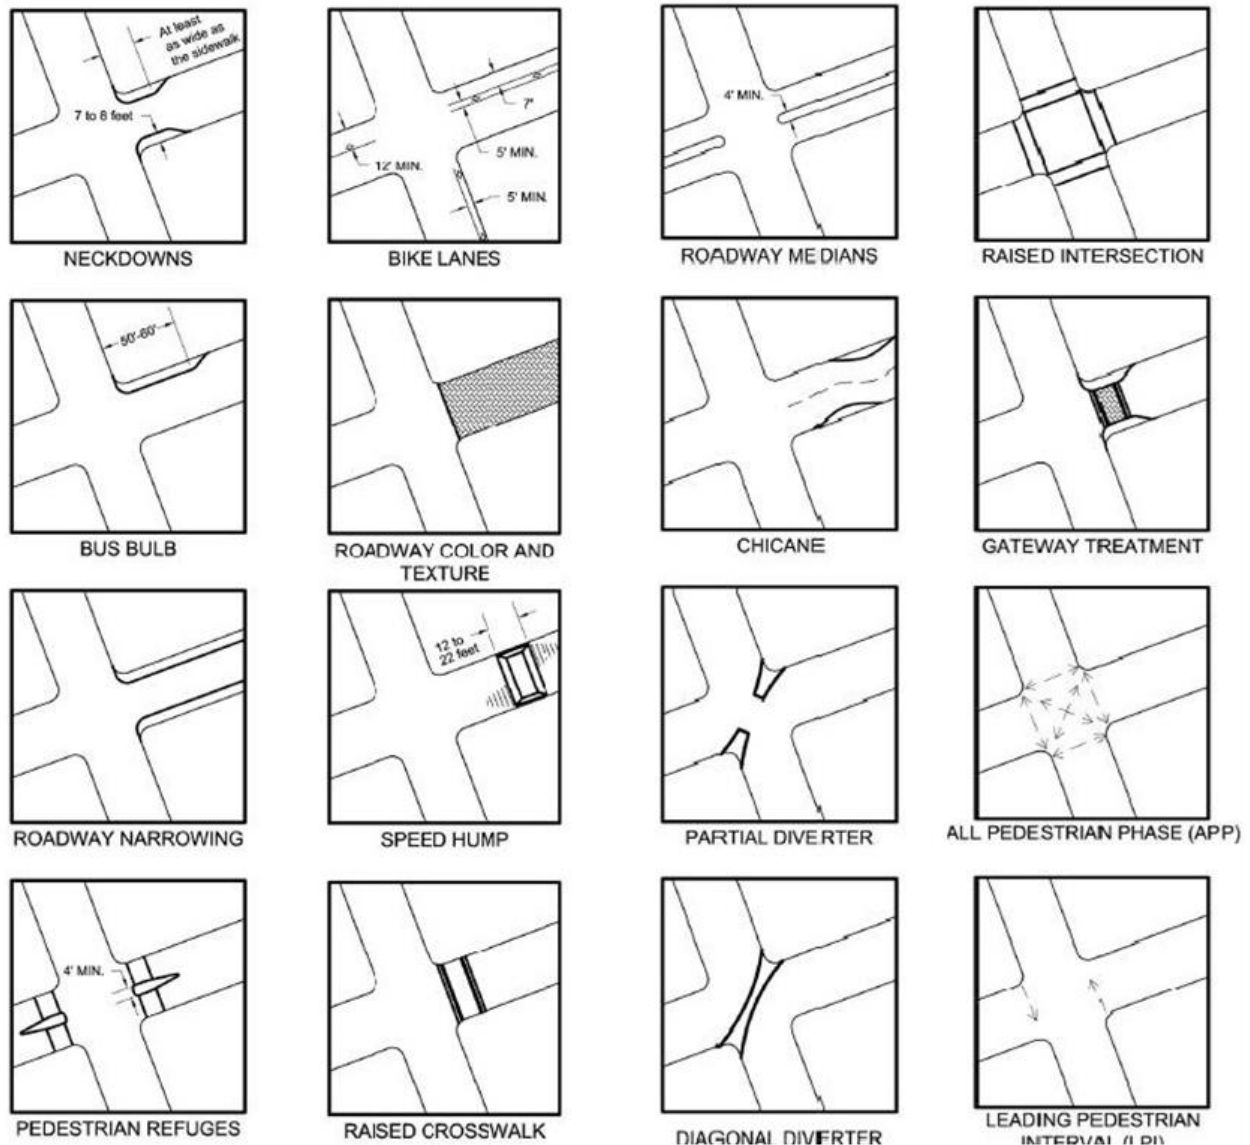 At least
as wide as
the sidewalk
7 to 8 feet
NECKDOWNS
12' MIN.
7'
5' MIN.
5' MIN.
BIKE LANES
4' MIN.
ROADWAY MEDIANS
RAISED INTERSECTION
50'-60'
BUS BULB
ROADWAY COLOR AND
TEXTURE
CHICANE
GATEWAY TREATMENT
ROADWAY NARROWING
12 to
22 feet
SPEED HUMP
PARTIAL DIVERTER
ALL PEDESTRIAN PHASE (APP)
4' MIN.
PEDESTRIAN REFUGES
RAISED CROSSWALK
DIAGONAL DIVERTER
LEADING PEDESTRIAN
INTERVAL (LPI)